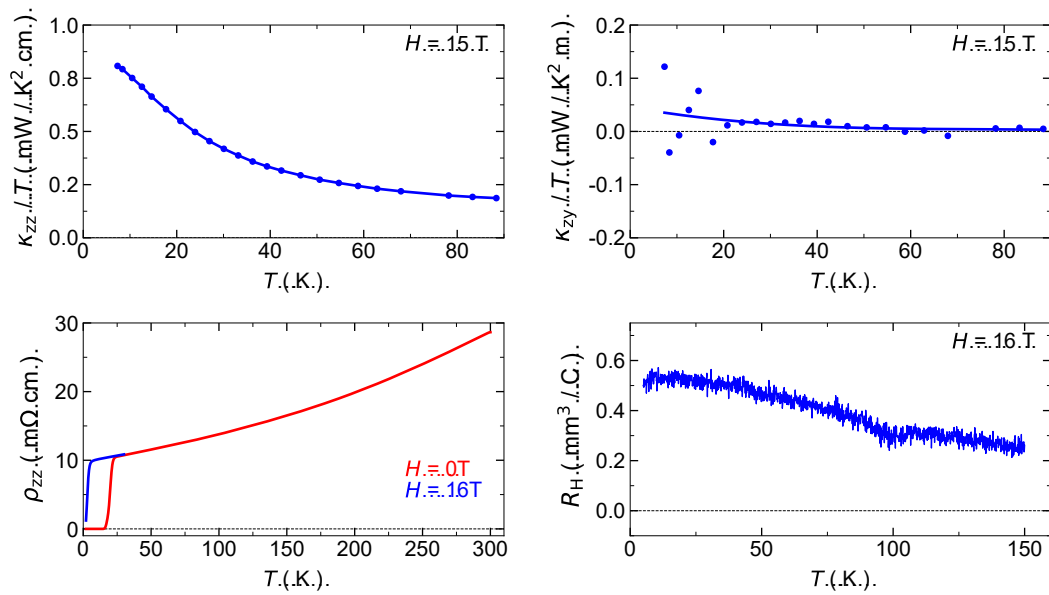 1.0
0.8
0.5
0.2
0.0
κzz./.T.(.mW./.K².cm.).
H.=.15.T.
0 20 40 60 80
T.(.K.).
0.2
0.1
0.0
-0.1
-0.2
κzy./.T.(.mW./.K².m.).
H.=.15.T.
0 20 40 60 80
T.(.K.).
30
20
10
0
ρzz.(.mΩ.cm.).
H.=.0T
H.=.16T
0 50 100 150 200 250 300
T.(.K.).
0.6
0.4
0.2
0.0
RH.(.mm³./.C.).
H.=.16.T.
0 50 100 150
T.(.K.).